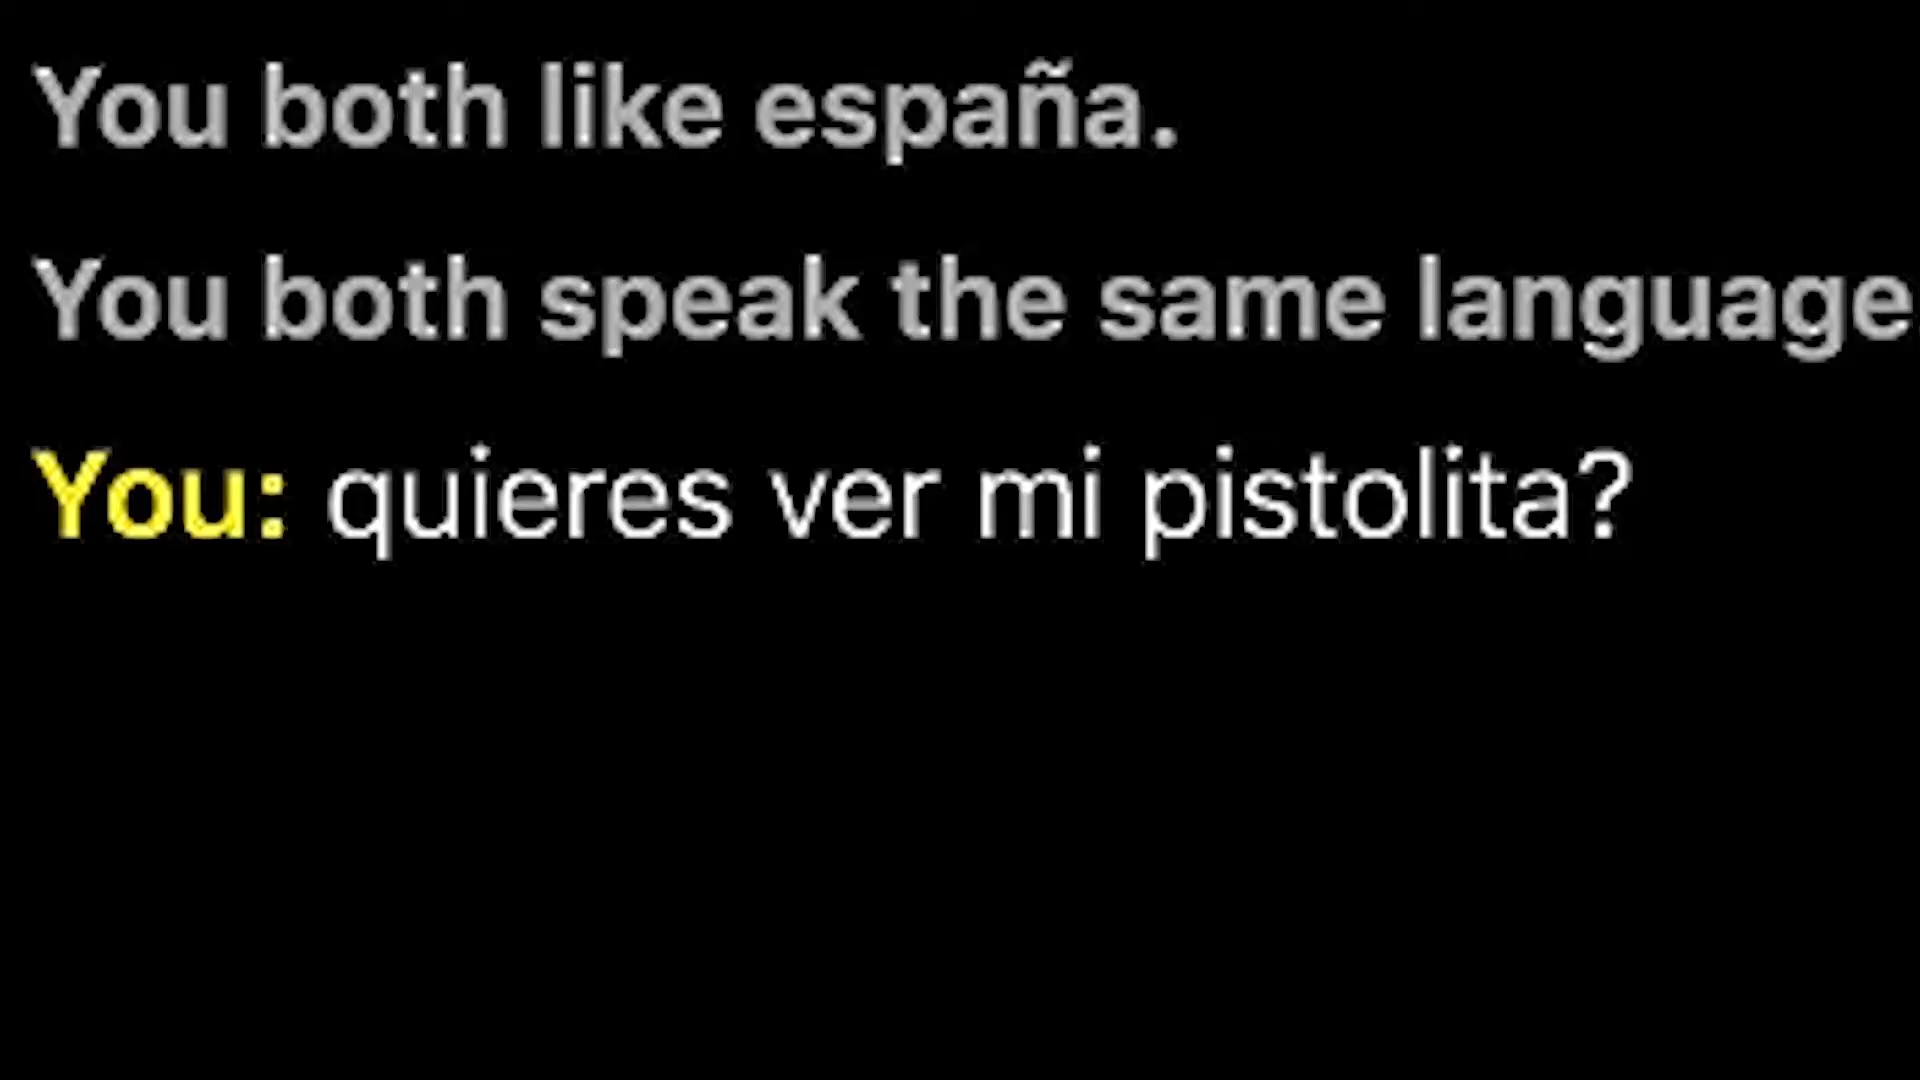 You both like españa.
You both speak the same language
You: quieres ver mi pistolita?